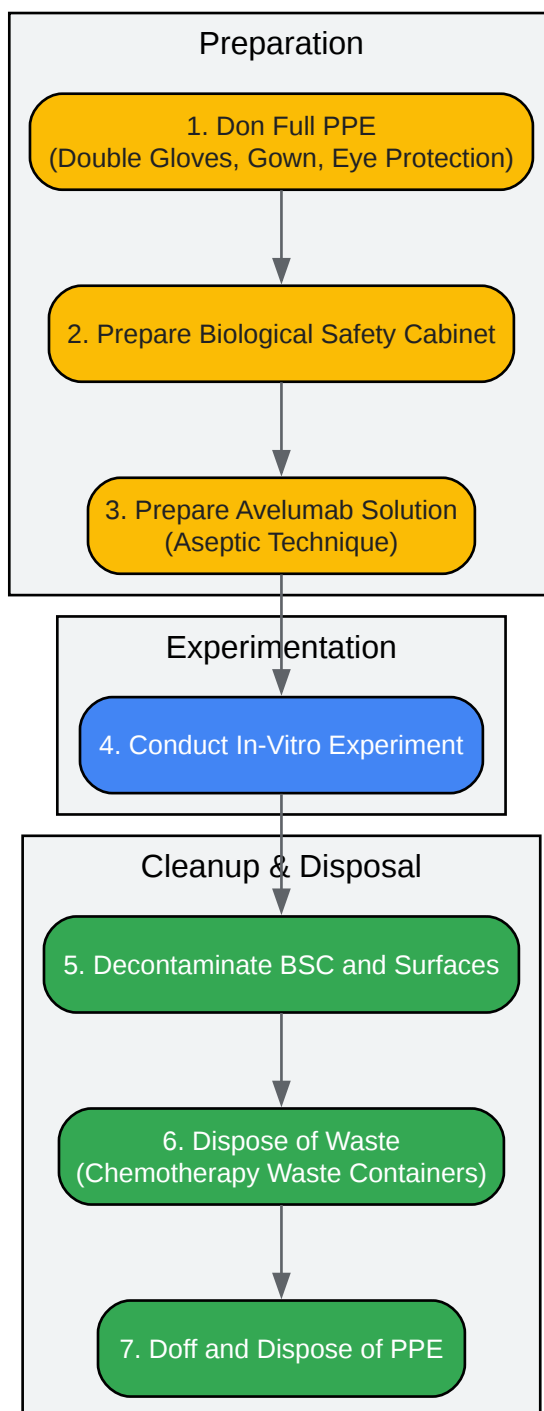 Preparation
1. Don Full PPE
(Double Gloves, Gown, Eye Protection)
2. Prepare Biological Safety Cabinet
3. Prepare Avelumab Solution
(Aseptic Technique)
Experimentation
4. Conduct In-Vitro Experiment
Cleanup & Disposal
5. Decontaminate BSC and Surfaces
6. Dispose of Waste
(Chemotherapy Waste Containers)
7. Doff and Dispose of PPE